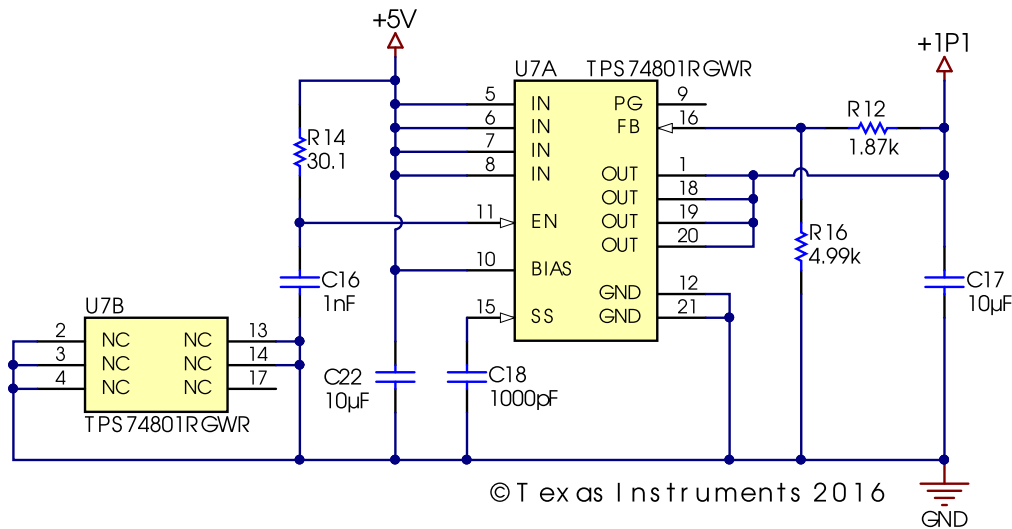 +5V
+1P1
U7A TPS74801RGWR
5 IN PG 9
6 IN FB 16
7 IN
8 IN OUT 1
OUT 18
11 EN OUT 19
OUT 20
10 BIAS
GND 12
15 SS GND 21
R12
1.87k
R14
30.1
R16
4.99k
C16
1nF
C17
10µF
U7B
2 NC NC 13
3 NC NC 14
4 NC NC 17
TPS74801RGWR
C22
10µF
C18
1000pF
©Texas Instruments 2016
GND